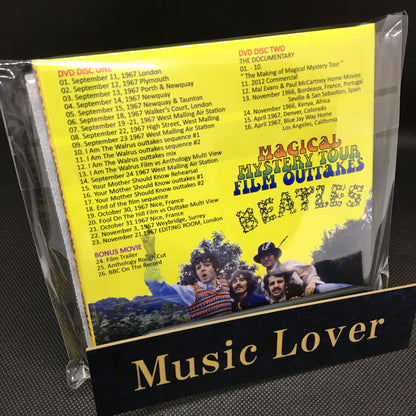 DVD DISC ONE
01. September 11, 1967 London
02. September 12, 1967 Plymouth
03. September 13, 1967 Porth & Newquay
04. September 14, 1967 Newquay
05. September 15, 1967 Newquay & Taunton
06. September 18, 1967 Walker's Court, London
07. September 19 -21, 1967 West Malling Air Station
08. September 22, 1967 High Street, West Malling
09. September 23 1967 West Malling Air Station
10. I Am The Walrus outtakes #1
11. I Am The Walrus outtakes #2
12. I Am The Walrus outtakes mix
13. I Am The Walrus Film vs Anthology Multi View
14. September 24 1967 West Malling Air Station
15. Your Mother Should Know Rehearsal
16. Your Mother Should Know outtakes #1
17. Your Mother Should Know outtakes #2
18. End of the film sequence
19. October 30, 1967 Nice, France
20. Fool On The Hill Film vs Outtake Multi View
21. October 31 1967 Nice, France
22. November 3, 1967 Weybridge, Surrey
23. November 21 1967 EDITING ROOM, London
BONUS MOVIE
24. Film Trailer
25. Anthology Rough Cut
26. BBC On The Record
DVD DISC TWO
THE DOCUMENTARY
01. - 10.
" The Making of Magical Mystery Tour "
11. 2012 Commercial
12. Mal Evans & Paul McCartney Home Movies
13. November 1966, Bordeaux, France, Portugal
Seville & San Sebastian, Spain
14. November 1966, Kenya, Africa
15. April 1967, Denver, Colorado
16. April 1967, Blue Jay Way Home
Los Angeles, California
MAGICAL
MYSTERY TOUR
FILM OUTTAKES
BEATLES
Music Lover